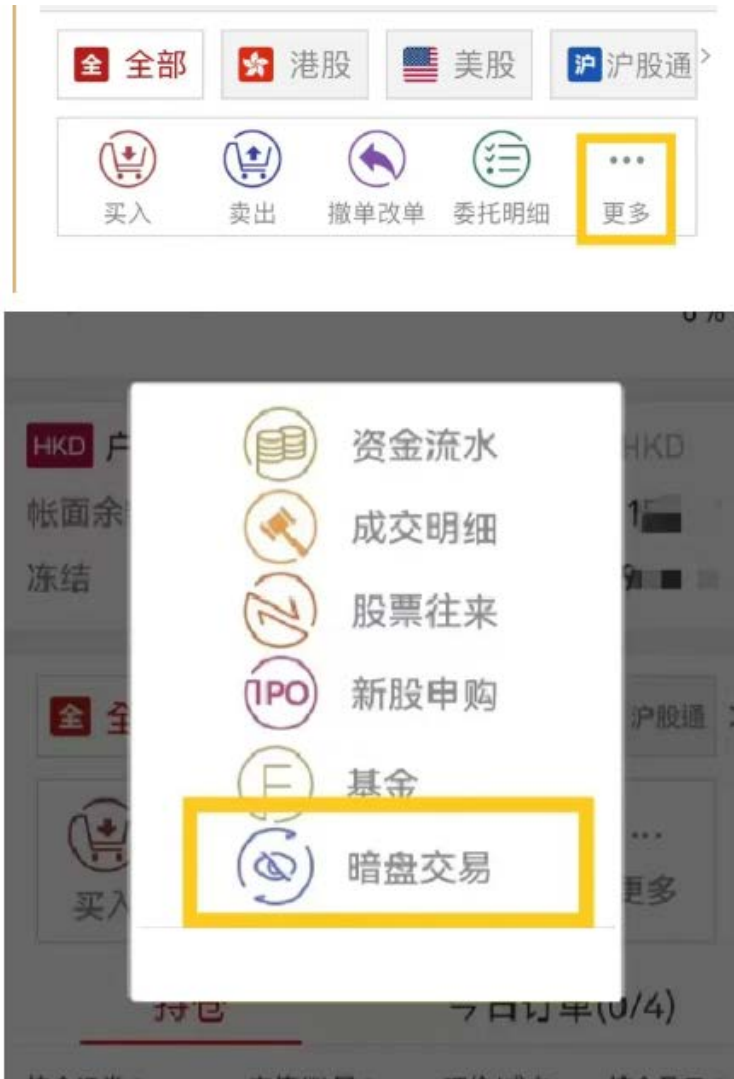 全 全部 港股 美股 沪 沪股通 >
买入 卖出 撤单改单 委托明细 更多
HKD 户 HKD
资金流水
帐面余
成交明细
冻结
股票往来
IPO 新股申购
全 沪股通
基金
暗盘交易
买入 更多
持仓 今日订单(0/4)